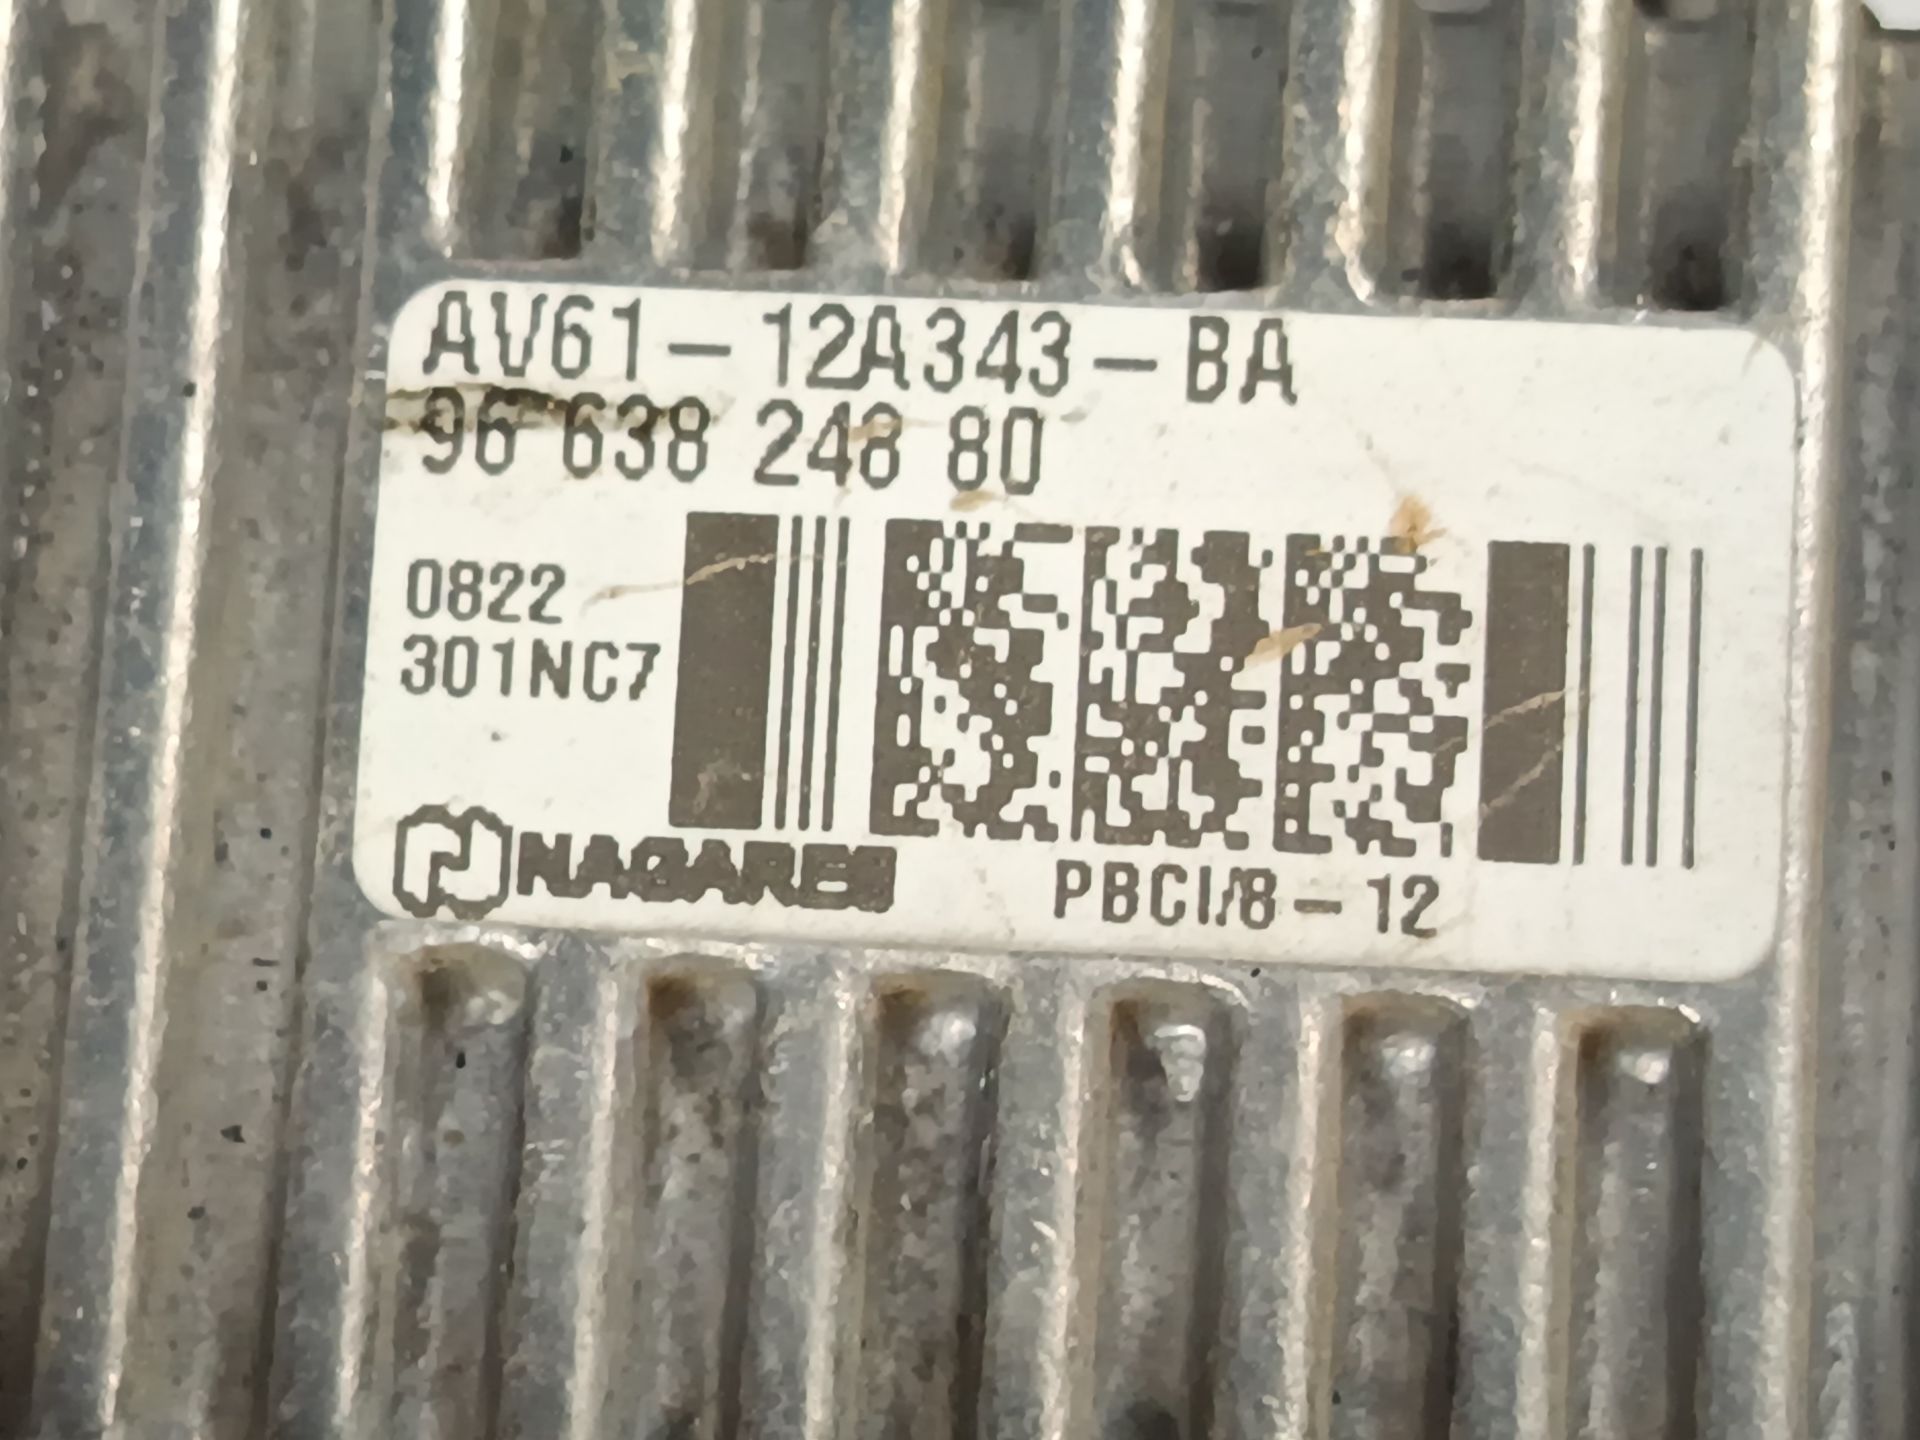 AV61-12A343-BA
96 638 248 80
0822
301NC7
NAGARES
PBCI/8-12